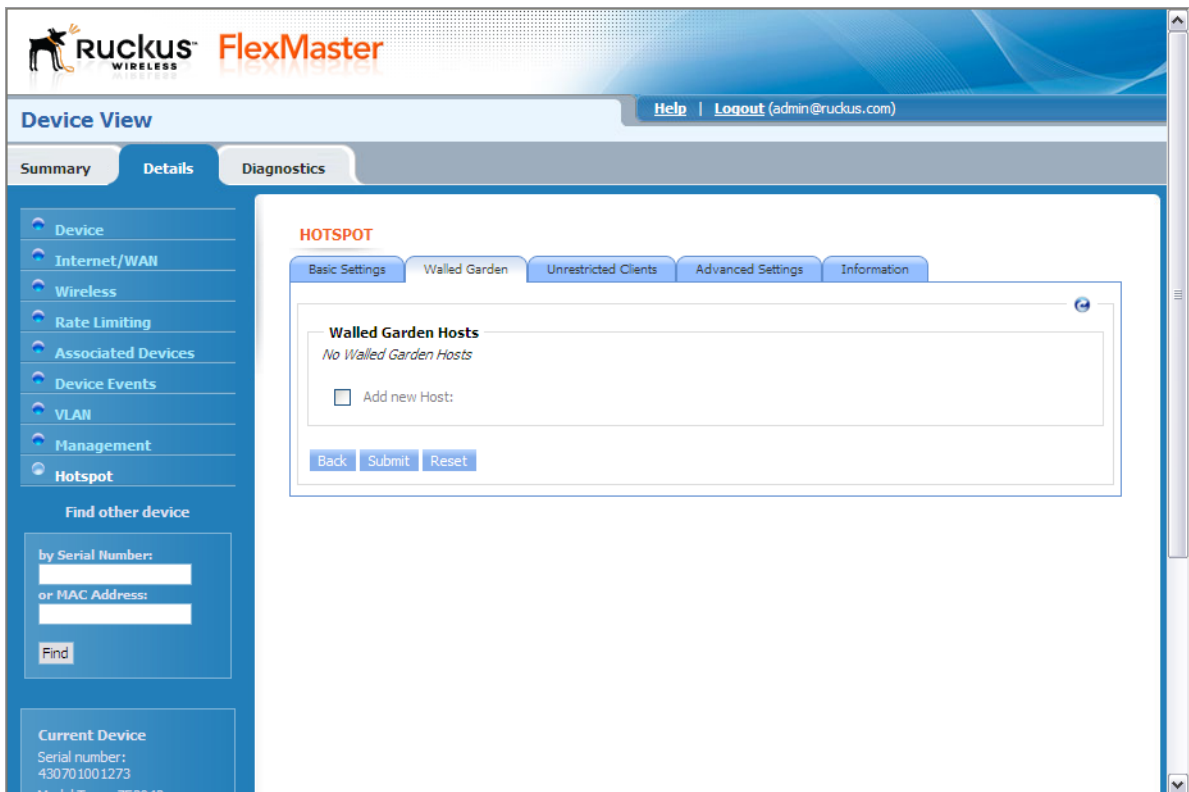 RUCKUS™ FlexMaster
WIRELESS
Device View
Help | Logout (admin@ruckus.com)
Summary Details Diagnostics
Device
Internet/WAN
Wireless
Rate Limiting
Associated Devices
Device Events
VLAN
Management
Hotspot
Find other device
by Serial Number:
or MAC Address:
Find
Current Device
Serial number:
430701001273
HOTSPOT
Basic Settings Walled Garden Unrestricted Clients Advanced Settings Information
Walled Garden Hosts
No Walled Garden Hosts
Add new Host:
Back Submit Reset